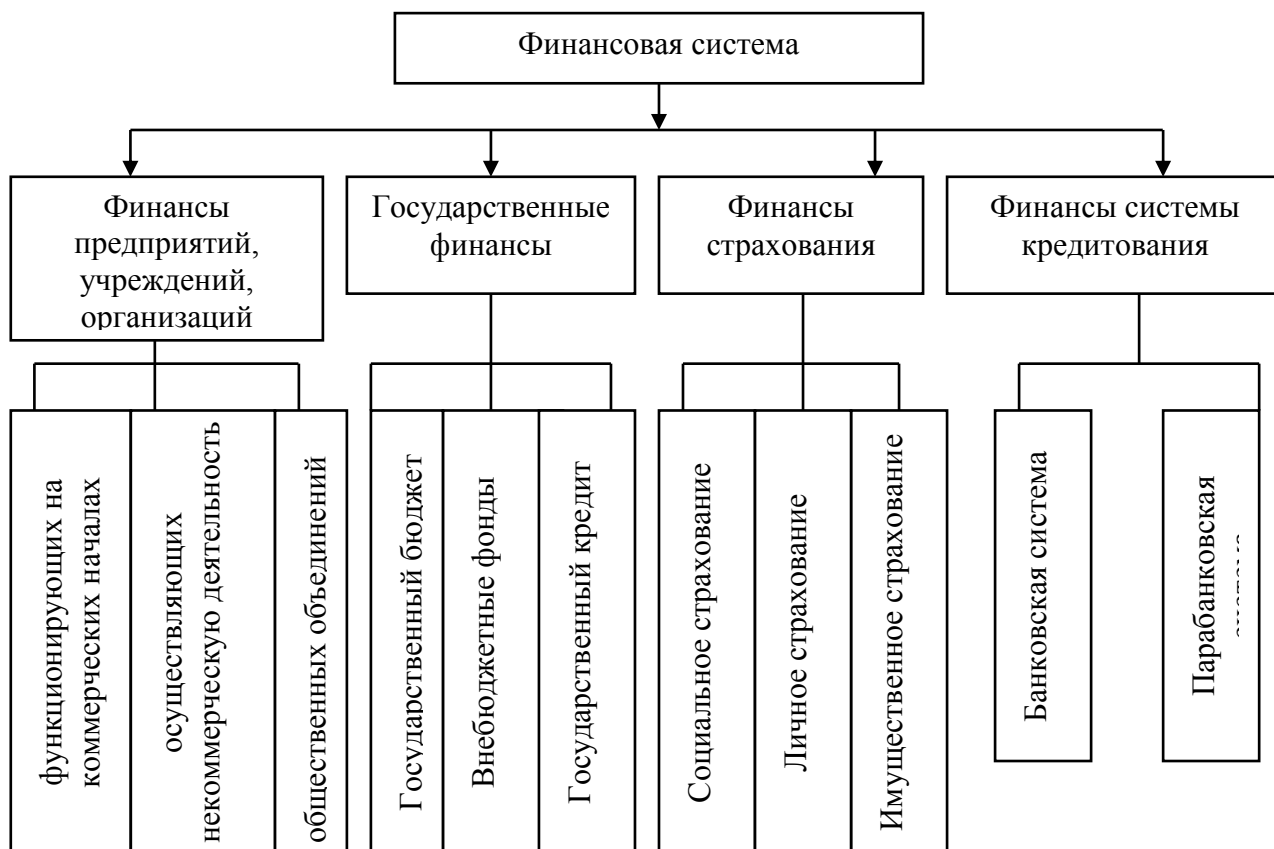 Финансовая система
Финансы
предприятий,
учреждений,
организаций
Государственные
финансы
Финансы
страхования
Финансы системы
кредитования
функционирующих на
коммерческих началах
осуществляющих
некоммерческую деятельность
общественных объединений
Государственный бюджет
Внебюджетные фонды
Государственный кредит
Социальное страхование
Личное страхование
Имущественное страхование
Банковская система
Парабанковская